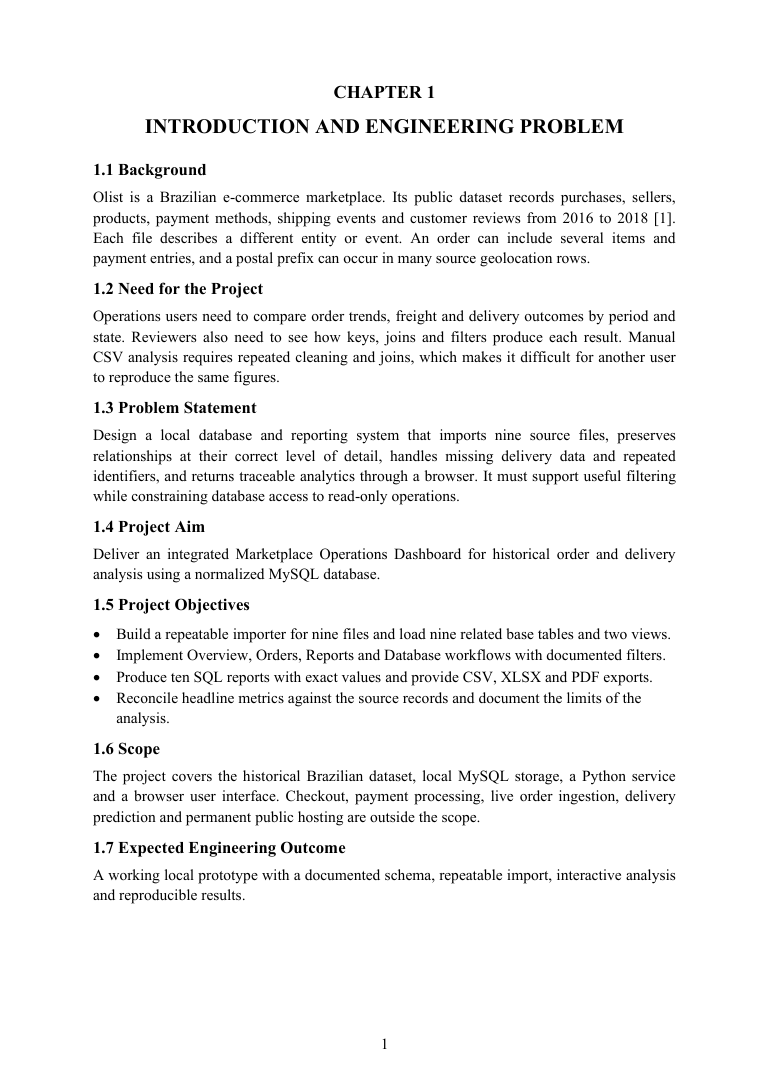 CHAPTER 1
INTRODUCTION AND ENGINEERING PROBLEM
1.1 Background
Olist is a Brazilian e-commerce marketplace. Its public dataset records purchases, sellers,
products, payment methods, shipping events and customer reviews from 2016 to 2018 [1].
Each file describes a different entity or event. An order can include several items and
payment entries, and a postal prefix can occur in many source geolocation rows.
1.2 Need for the Project
Operations users need to compare order trends, freight and delivery outcomes by period and
state. Reviewers also need to see how keys, joins and filters produce each result. Manual
CSV analysis requires repeated cleaning and joins, which makes it difficult for another user
to reproduce the same figures.
1.3 Problem Statement
Design a local database and reporting system that imports nine source files, preserves
relationships at their correct level of detail, handles missing delivery data and repeated
identifiers, and returns traceable analytics through a browser. It must support useful filtering
while constraining database access to read-only operations.
1.4 Project Aim
Deliver an integrated Marketplace Operations Dashboard for historical order and delivery
analysis using a normalized MySQL database.
1.5 Project Objectives
• Build a repeatable importer for nine files and load nine related base tables and two views.
• Implement Overview, Orders, Reports and Database workflows with documented filters.
• Produce ten SQL reports with exact values and provide CSV, XLSX and PDF exports.
• Reconcile headline metrics against the source records and document the limits of the
analysis.
1.6 Scope
The project covers the historical Brazilian dataset, local MySQL storage, a Python service
and a browser user interface. Checkout, payment processing, live order ingestion, delivery
prediction and permanent public hosting are outside the scope.
1.7 Expected Engineering Outcome
A working local prototype with a documented schema, repeatable import, interactive analysis
and reproducible results.
1